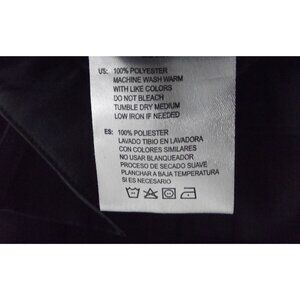 US: 100% POLYESTER
MACHINE WASH WARM
WITH LIKE COLORS
DO NOT BLEACH
TUMBLE DRY MEDIUM
LOW IRON IF NEEDED
ES: 100% POLIESTER
LAVADO TIBIO EN LAVADORA
CON COLORES SIMILARES
NO USAR BLANQUEADOR
PROCESO DE SECADO SUAVE
PLANCHAR A BAJA TEMPERATURA
SI ES NECESARIO